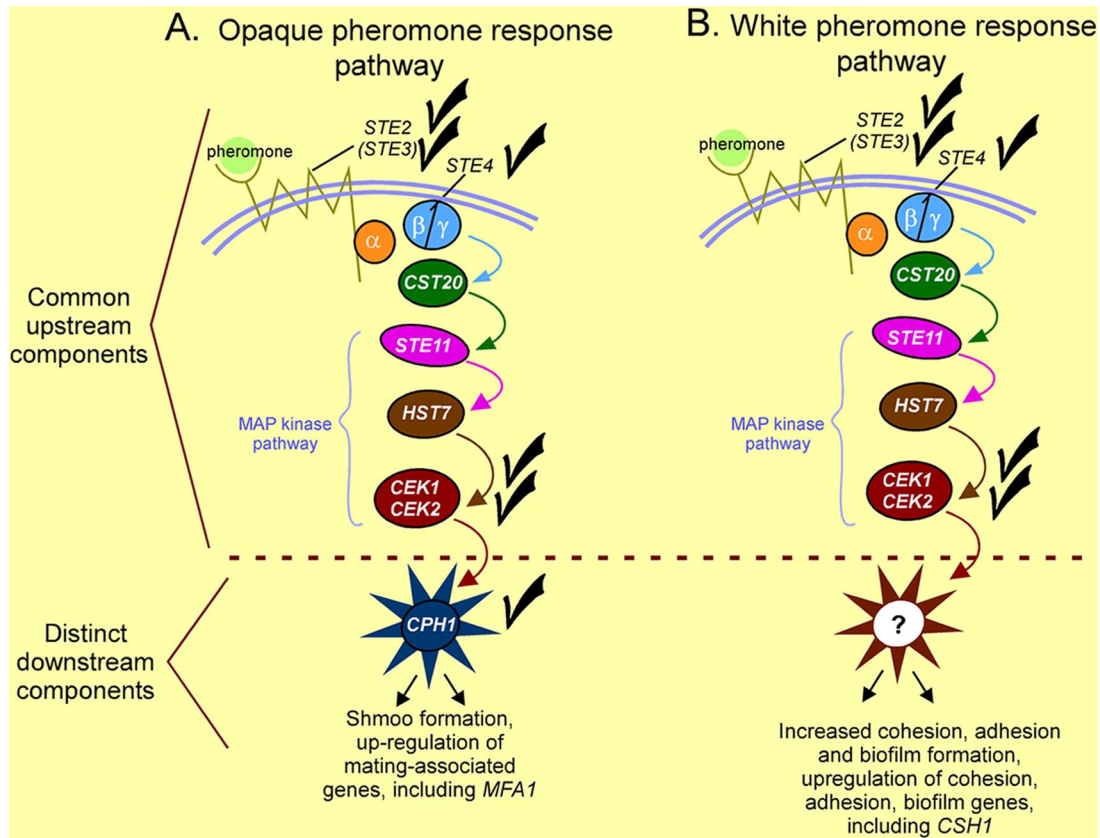 A. Opaque pheromone response
pathway
pheromone
STE2
(STE3)
STE4
α
β
γ
CST20
STE11
HST7
MAP kinase
pathway
CEK1
CEK2
CPH1
Shmoo formation,
up-regulation of
mating-associated
genes, including MFA1
B. White pheromone response
pathway
pheromone
STE2
(STE3)
STE4
α
β
γ
CST20
STE11
HST7
MAP kinase
pathway
CEK1
CEK2
?
Increased cohesion, adhesion
and biofilm formation,
upregulation of cohesion,
adhesion, biofilm genes,
including CSH1
Common
upstream
components
Distinct
downstream
components